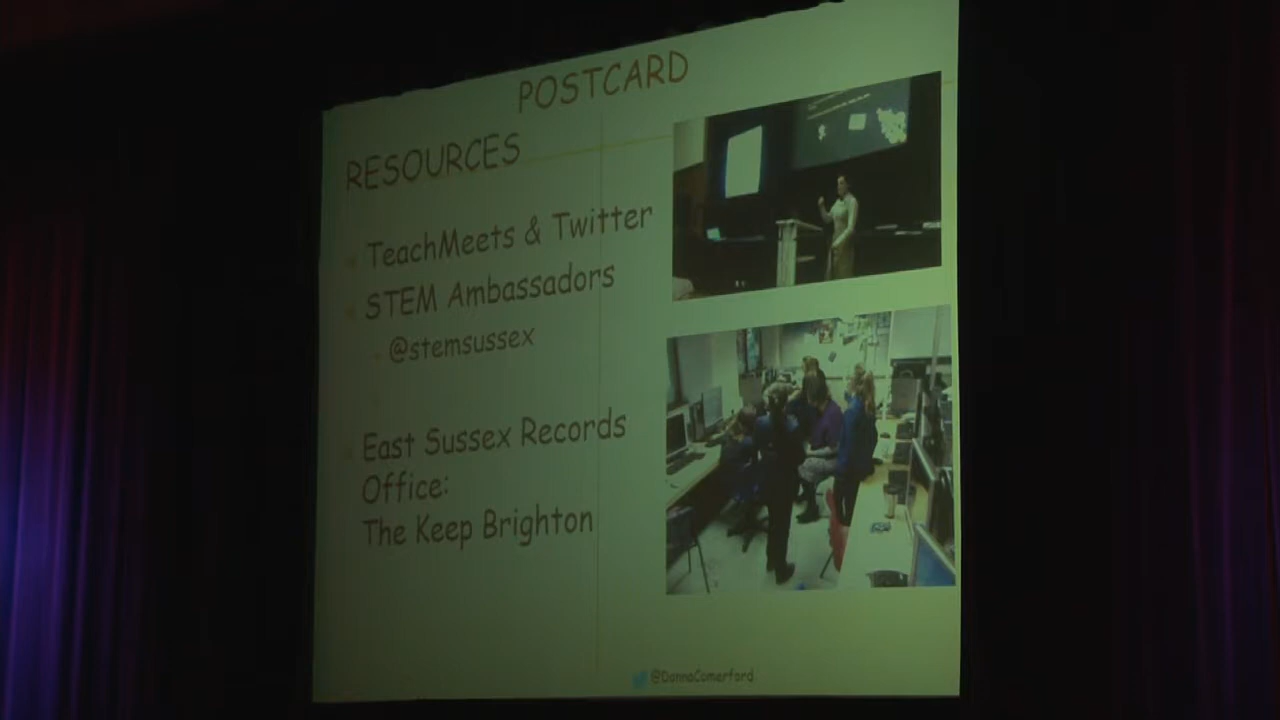 POSTCARD
RESOURCES
TeachMeets & Twitter
STEM Ambassadors
@stemsussex
East Sussex Records
Office:
The Keep Brighton
@DonnaComerford